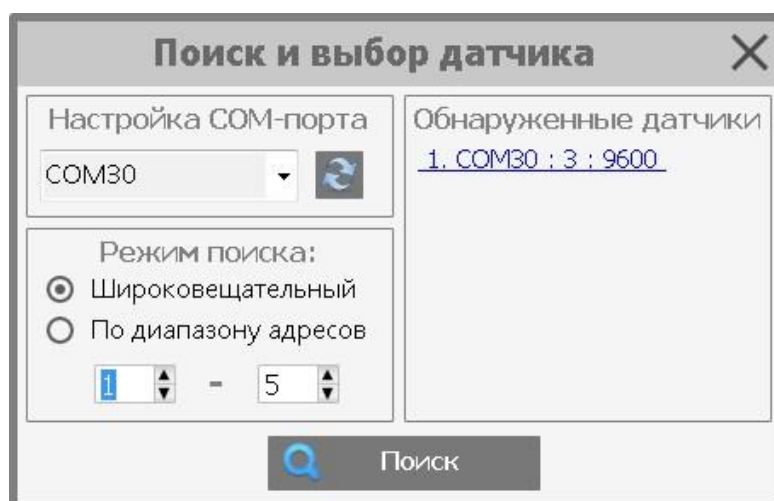 Поиск и выбор датчика
Настройка COM-порта
COM30
Режим поиска:
Широковещательный
По диапазону адресов
1 - 5
Обнаруженные датчики
1. COM30 : 3 : 9600
Поиск